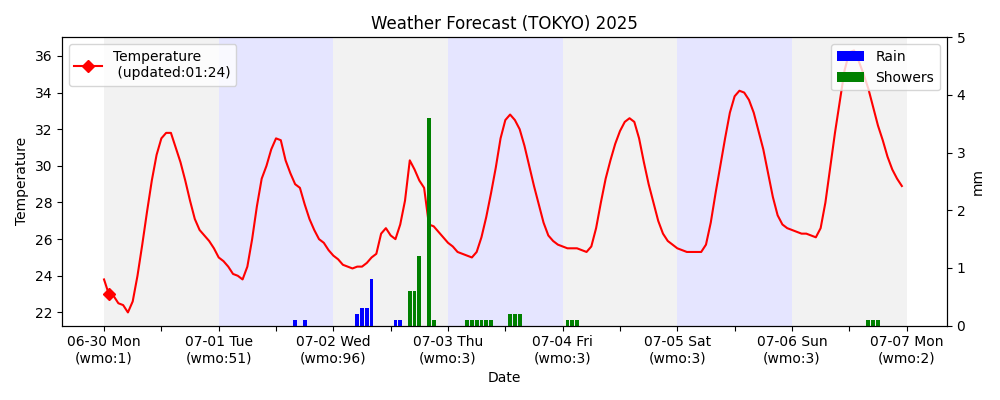 Weather Forecast (TOKYO) 2025
Temperature
(updated:01:24)
Rain
Showers
Temperature
36
34
32
30
28
26
24
22
5
4
3
2
1
0
mm
06-30 Mon
(wmo:1)
07-01 Tue
(wmo:51)
07-02 Wed
(wmo:96)
07-03 Thu
(wmo:3)
07-04 Fri
(wmo:3)
07-05 Sat
(wmo:3)
07-06 Sun
(wmo:3)
07-07 Mon
(wmo:2)
Date